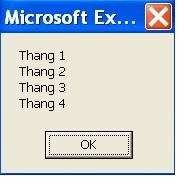 Microsoft Ex...
Thang 1
Thang 2
Thang 3
Thang 4
OK